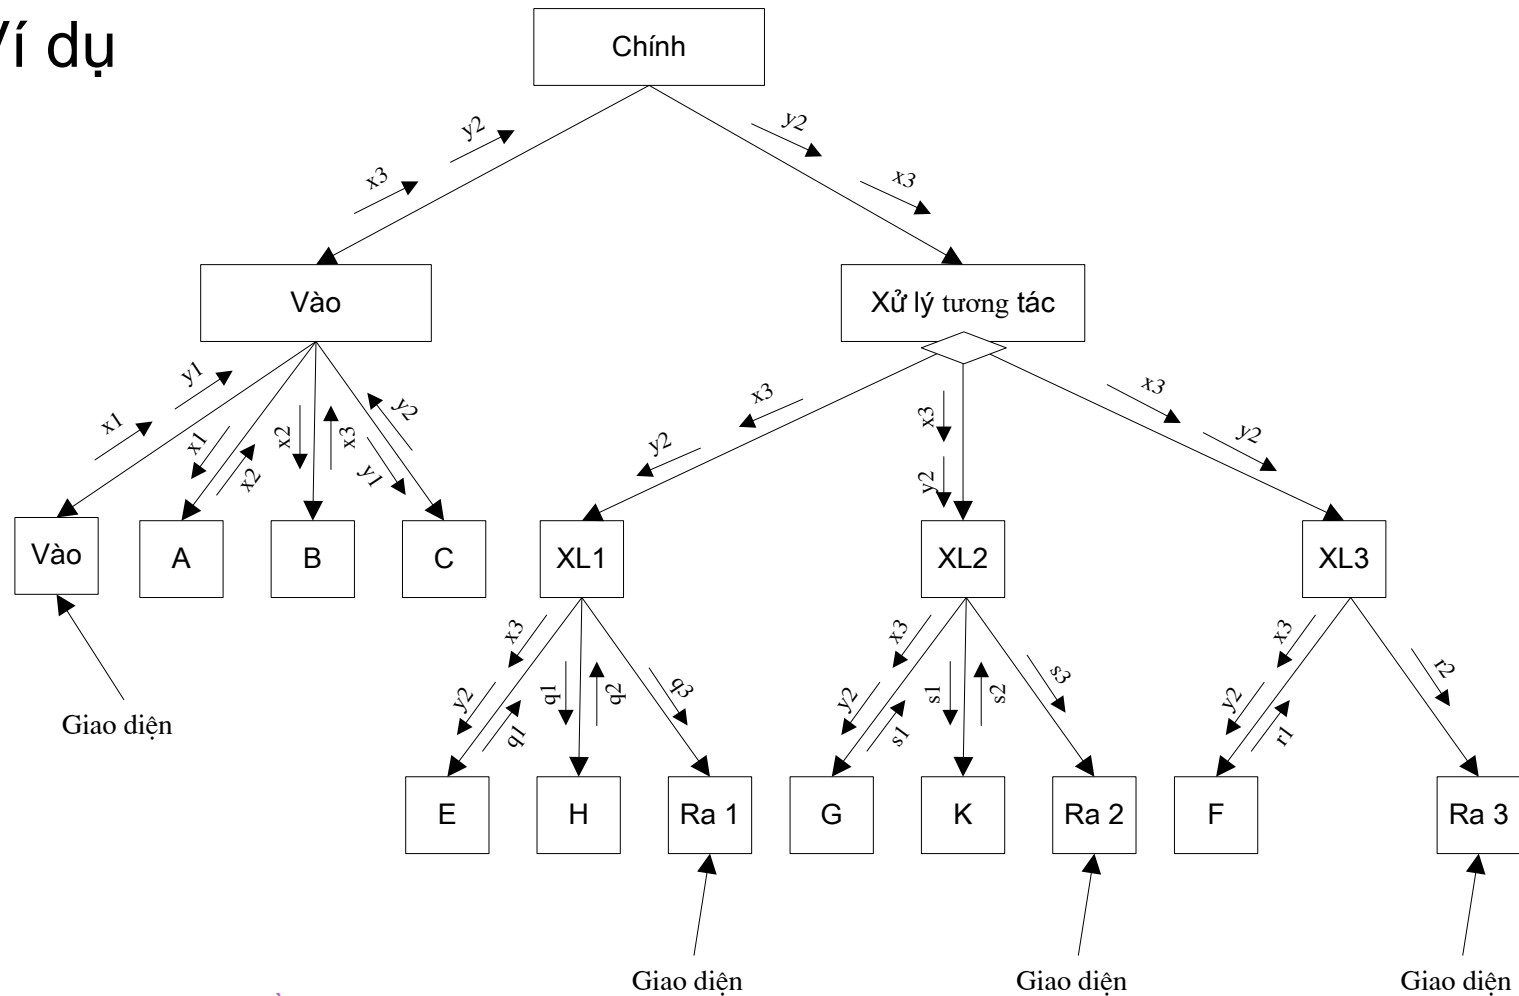 Ví dụ
Chính
y2
x3
y2
x3
Vào
Xử lý tương tác
x1
y1
x1
x2
x2
x3
y1
y2
x3
y2
x3
y2
x3
y2
Vào
A
B
C
XL1
XL2
XL3
Giao diện
x3
y2
q1
q1
q2
q3
x3
y2
s1
s1
s2
s3
x3
y2
r1
r2
E
H
Ra 1
G
K
Ra 2
F
Ra 3
Giao diện
Giao diện
Giao diện